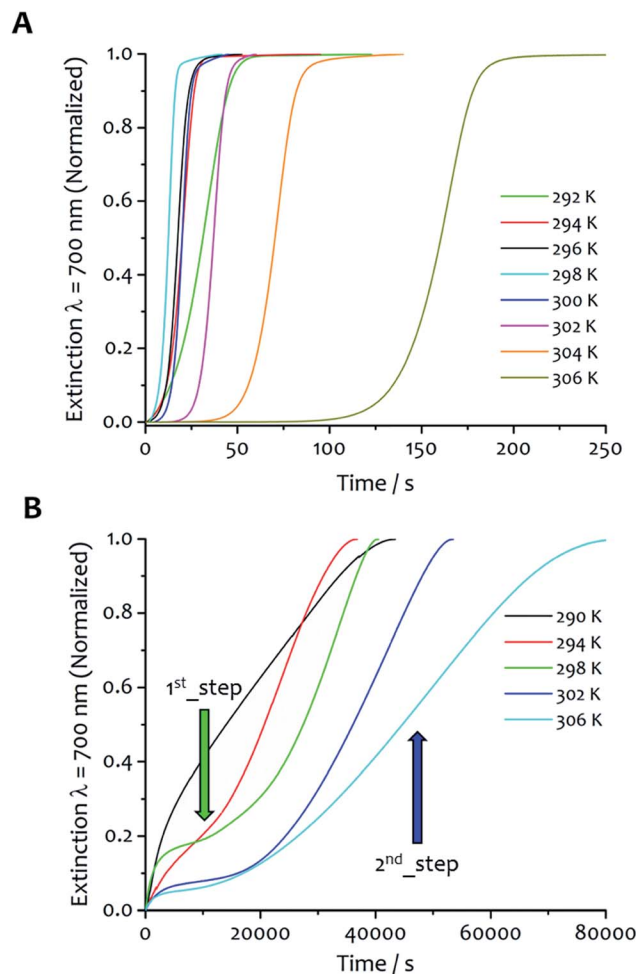 A
Extinction λ = 700 nm (Normalized)
1.0
0.8
0.6
0.4
0.2
0.0
292 K
294 K
296 K
298 K
300 K
302 K
304 K
306 K
0 50 100 150 200 250
Time / s
B
Extinction λ = 700 nm (Normalized)
1.0
0.8
0.6
0.4
0.2
0.0
1st_step
2nd_step
290 K
294 K
298 K
302 K
306 K
0 20000 40000 60000 80000
Time / s